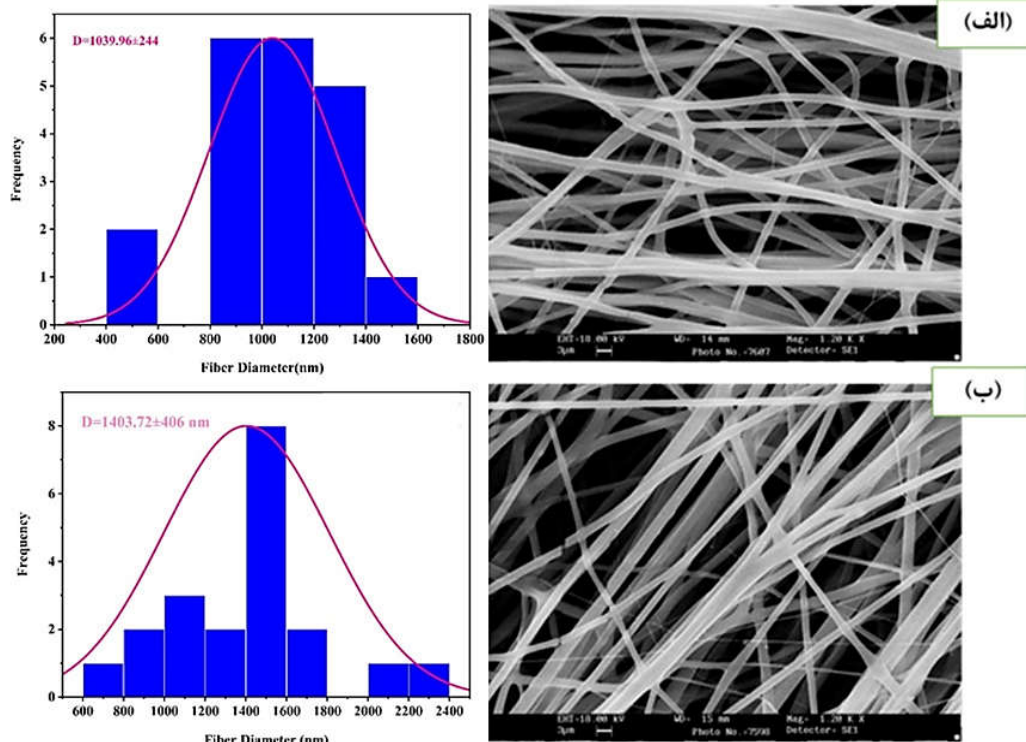 D=1039.96±244
6
5
4
3
2
1
0
Frequency
200 400 600 800 1000 1200 1400 1600 1800
Fiber Diameter(nm)
(الف)
EHT=18.00 kV WD= 14 mm Mag= 1.20 K X
3μm Photo No.=7607 Detector= SE1
D=1403.72±406 nm
8
6
4
2
0
Frequency
600 800 1000 1200 1400 1600 1800 2000 2200 2400
Fiber Diameter (nm)
(ب)
EHT=18.00 kV WD= 15 mm Mag= 1.20 K X
3μm Photo No.=7598 Detector= SE1